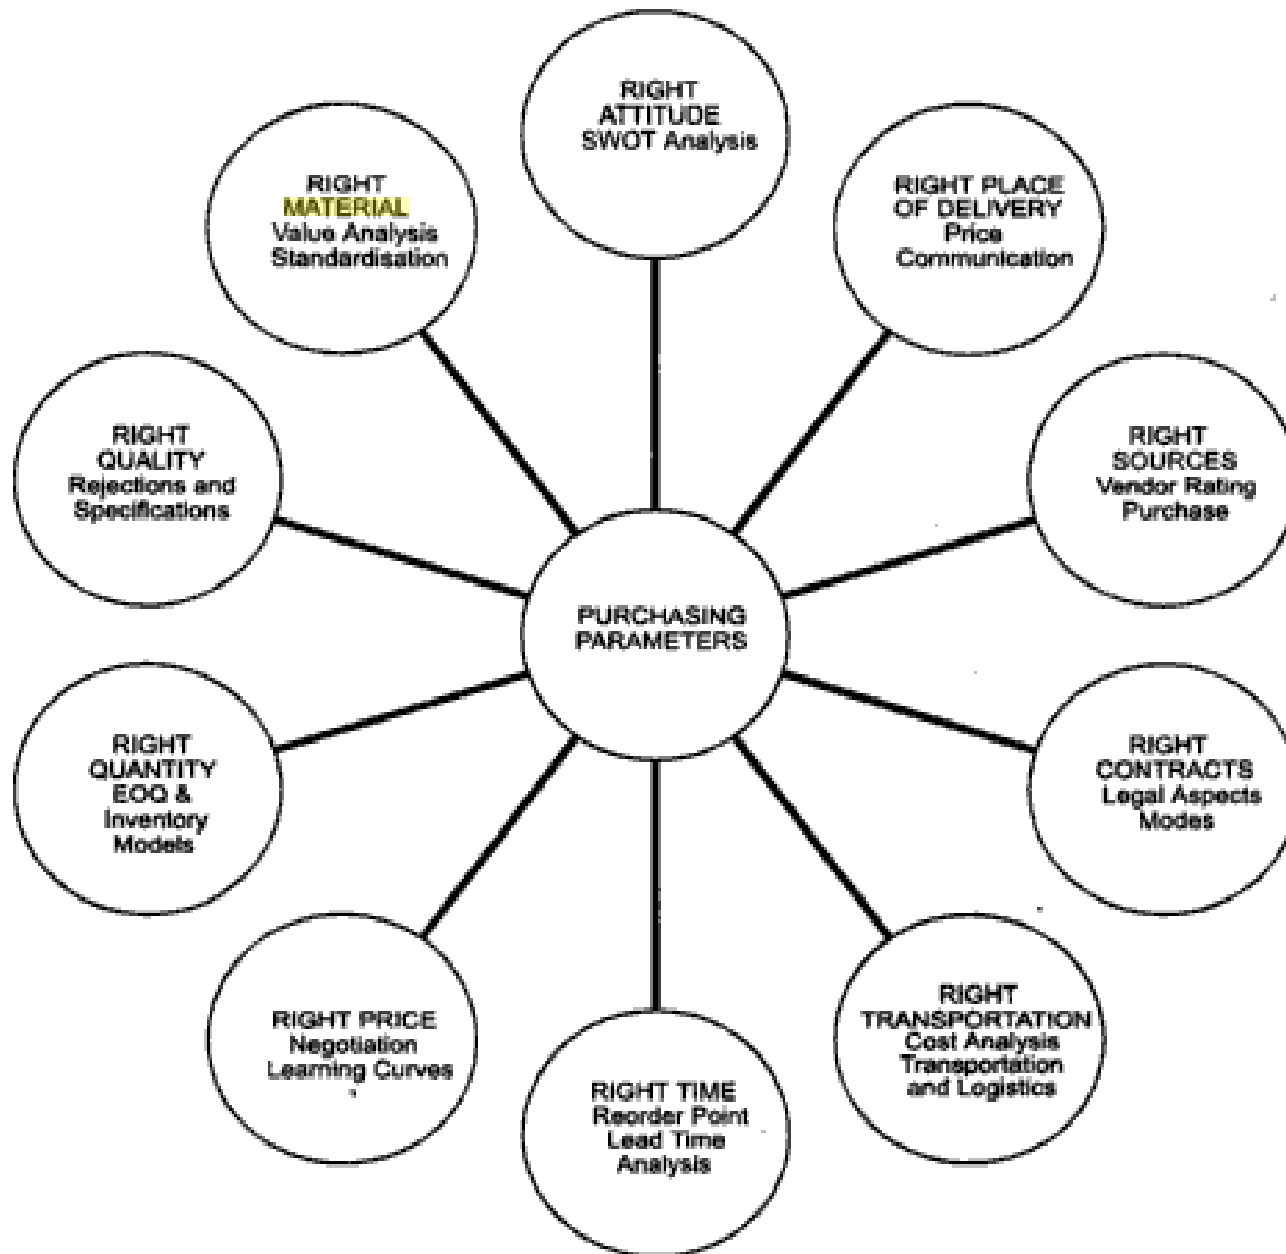 RIGHT
ATTITUDE
SWOT Analysis
RIGHT PLACE
OF DELIVERY
Price
Communication
RIGHT
SOURCES
Vendor Rating
Purchase
RIGHT
CONTRACTS
Legal Aspects
Modes
RIGHT
TRANSPORTATION
Cost Analysis
Transportation
and Logistics
RIGHT TIME
Reorder Point
Lead Time
Analysis
RIGHT PRICE
Negotiation
Learning Curves
RIGHT
QUANTITY
EOQ &
Inventory
Models
RIGHT
QUALITY
Rejections and
Specifications
RIGHT
MATERIAL
Value Analysis
Standardisation
PURCHASING
PARAMETERS